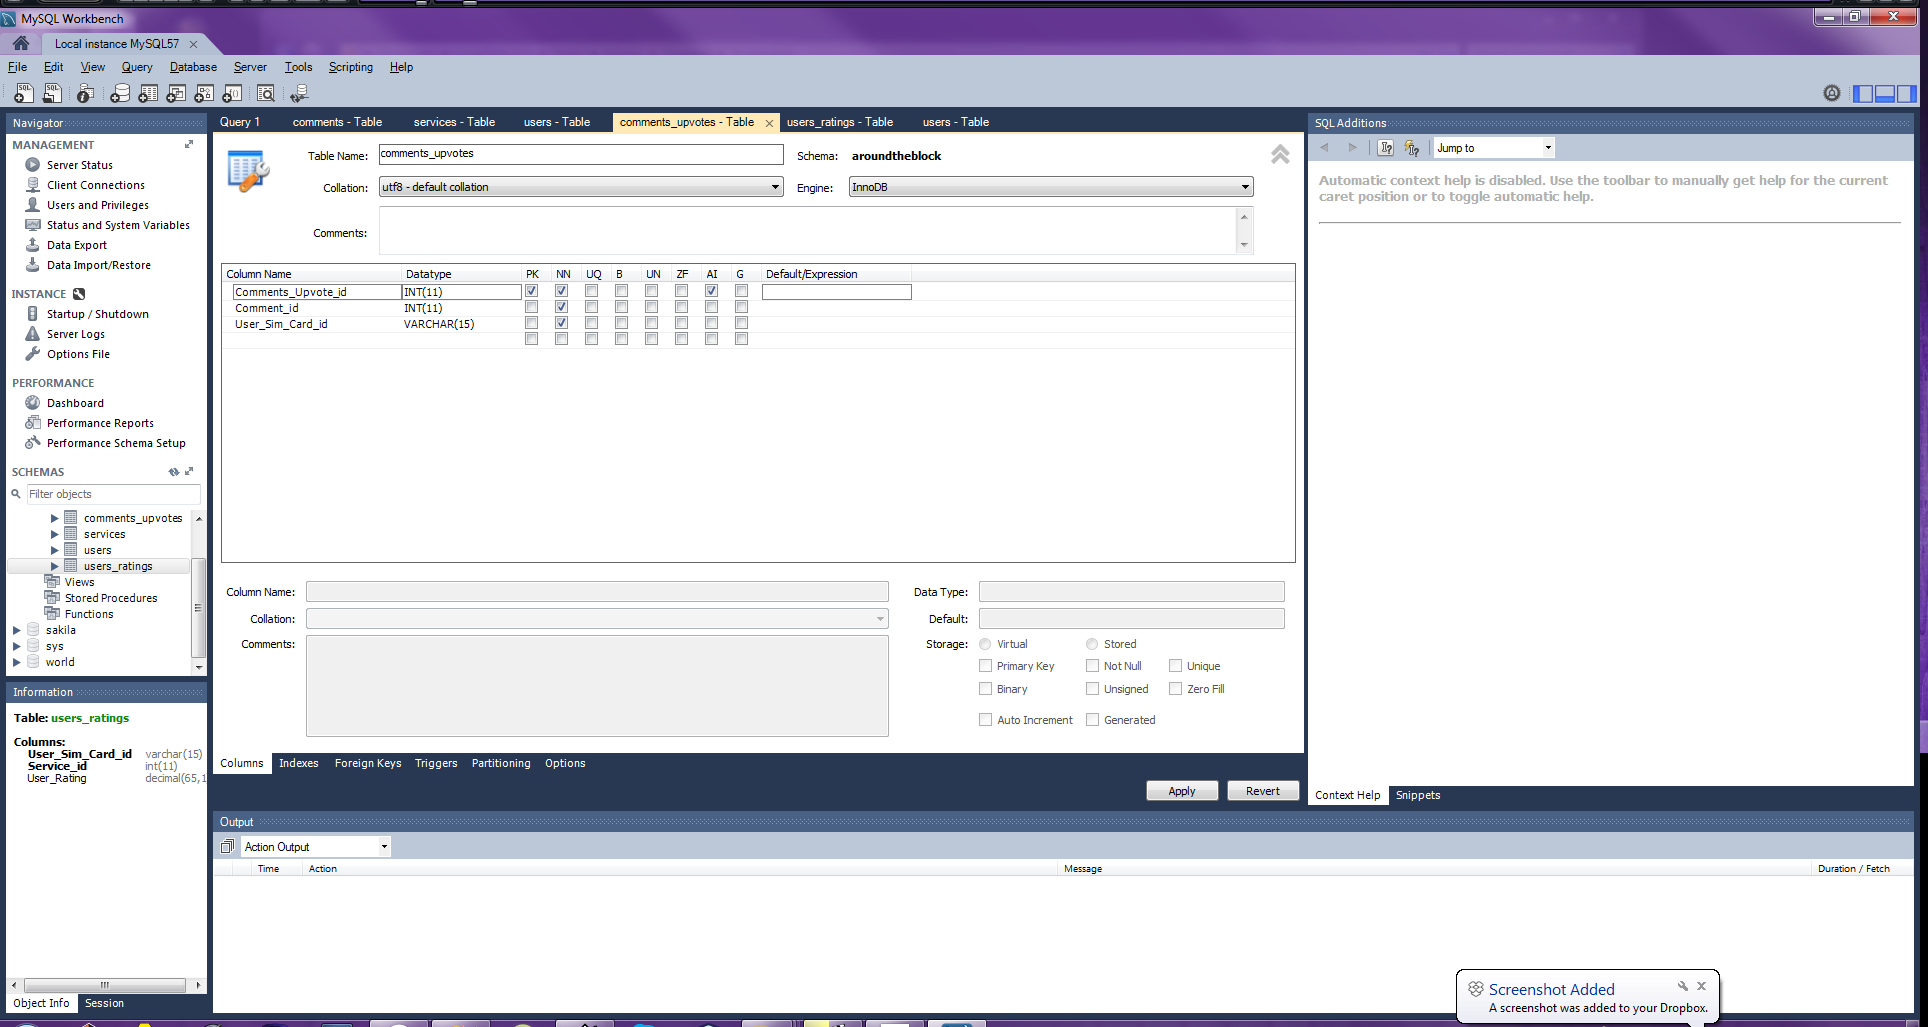 MySQL Workbench
Local instance MySQL57
File Edit View Query Database Server Tools Scripting Help
Navigator
MANAGEMENT
Server Status
Client Connections
Users and Privileges
Status and System Variables
Data Export
Data Import/Restore
INSTANCE
Startup / Shutdown
Server Logs
Options File
PERFORMANCE
Dashboard
Performance Reports
Performance Schema Setup
SCHEMAS
Filter objects
comments_upvotes
services
users
users_ratings
Views
Stored Procedures
Functions
sakila
sys
world
Information
Table: users_ratings
Columns:
User_Sim_Card_id varchar(15)
Service_id int(11)
User_Rating decimal(65,1
Object Info Session
Query 1 comments - Table services - Table users - Table comments_upvotes - Table users_ratings - Table users - Table
Table Name: comments_upvotes Schema: aroundtheblock
Collation: utf8 - default collation Engine: InnoDB
Comments:
Column Name Datatype PK NN UQ B UN ZF AI G Default/Expression
Comments_Upvote_id INT(11)
Comment_id INT(11)
User_Sim_Card_id VARCHAR(15)
Column Name: Data Type:
Collation: Default:
Comments: Storage: Virtual Stored
Primary Key Not Null Unique
Binary Unsigned Zero Fill
Auto Increment Generated
Columns Indexes Foreign Keys Triggers Partitioning Options
Apply Revert
SQL Additions
Jump to
Automatic context help is disabled. Use the toolbar to manually get help for the current
caret position or to toggle automatic help.
Context Help Snippets
Output
Action Output
Time Action Message Duration / Fetch
Screenshot Added
A screenshot was added to your Dropbox.